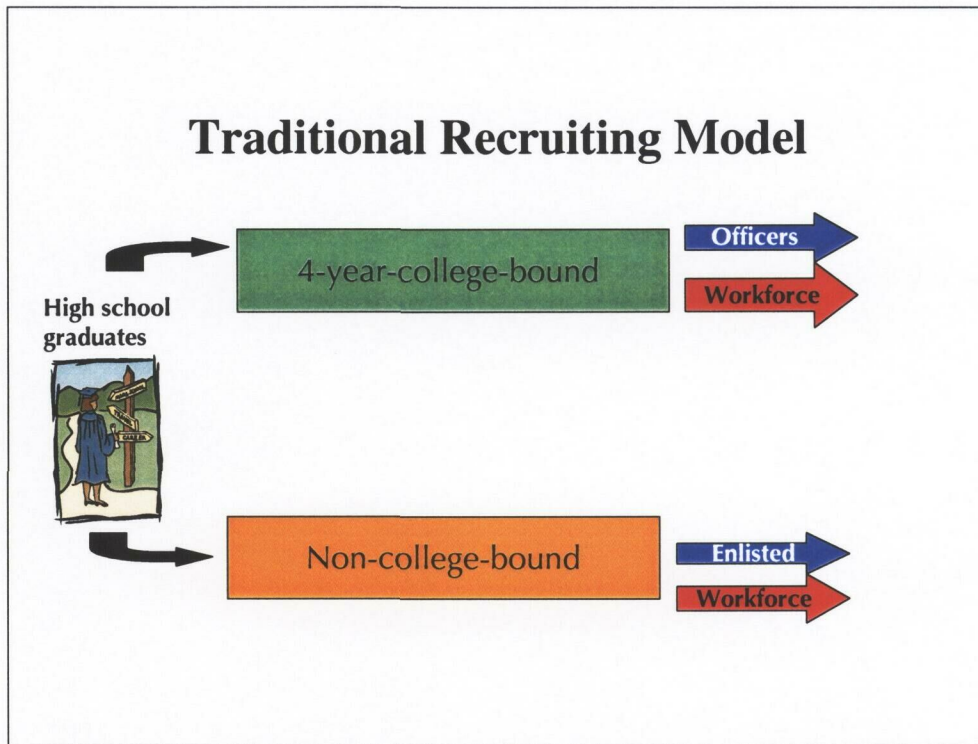 Traditional Recruiting Model
4-year-college-bound
Officers
Workforce
High school
graduates
Non-college-bound
Enlisted
Workforce